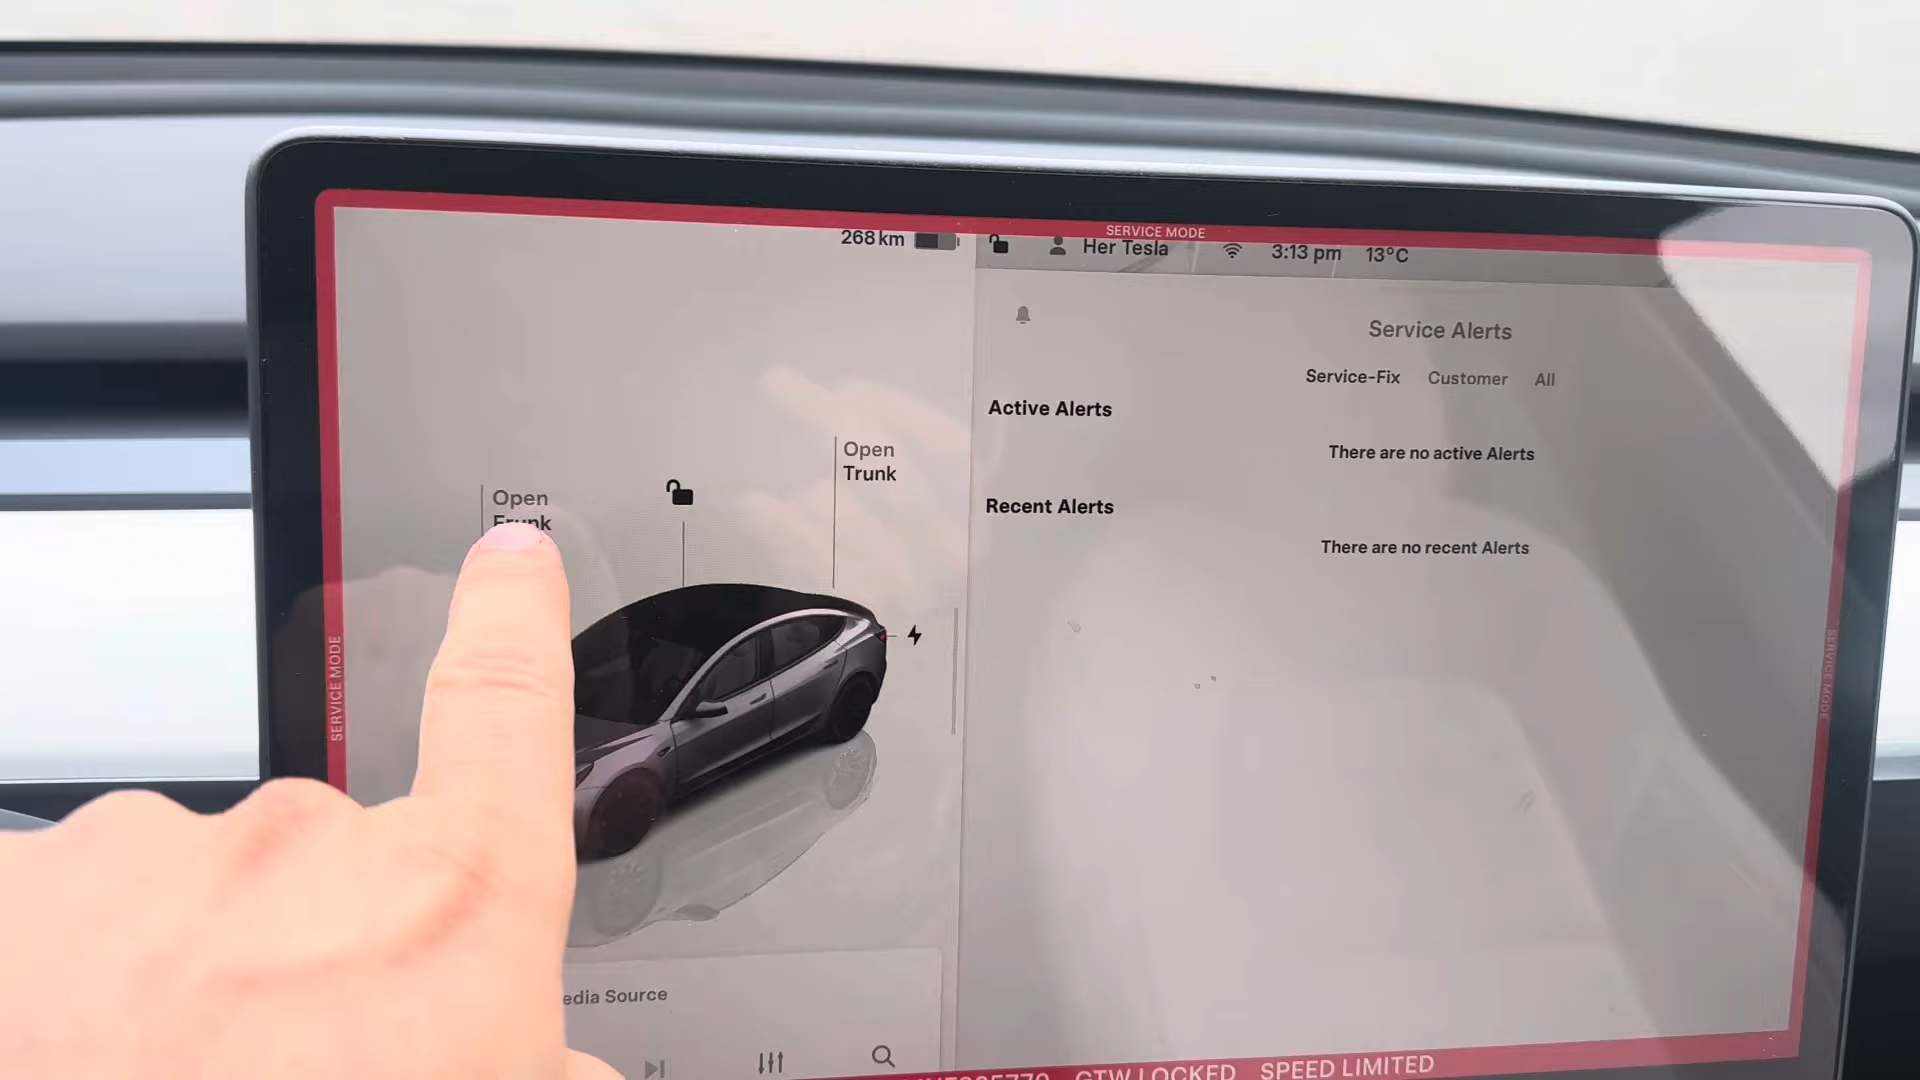 SERVICE MODE
268 km
Her Tesla
3:13 pm
13°C
Service Alerts
Service-Fix
Customer
All
Active Alerts
There are no active Alerts
Recent Alerts
There are no recent Alerts
Open
Trunk
Open
Frunk
SERVICE MODE
SERVICE MODE
edia Source
GTW LOCKED
SPEED LIMITED